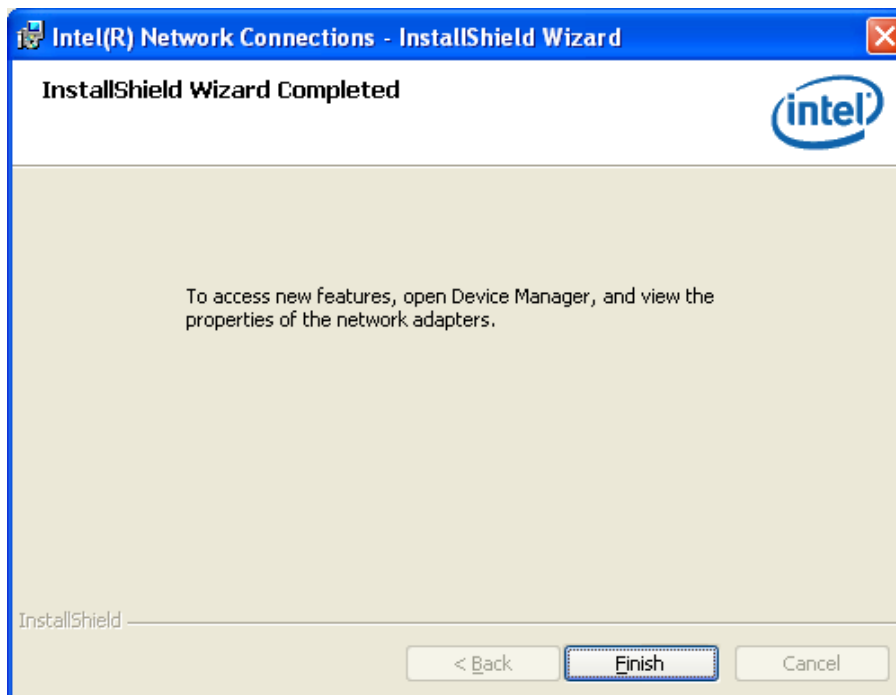 Intel(R) Network Connections - InstallShield Wizard
InstallShield Wizard Completed
intel
To access new features, open Device Manager, and view the
properties of the network adapters.
InstallShield
< Back
Finish
Cancel